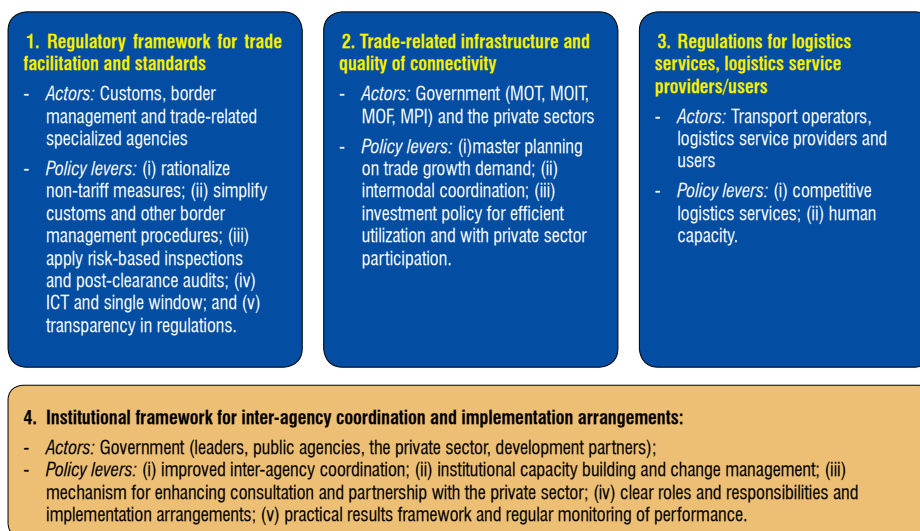 1. Regulatory framework for trade
facilitation and standards
- Actors: Customs, border
management and trade-related
specialized agencies
- Policy levers: (i) rationalize
non-tariff measures; (ii) simplify
customs and other border
management procedures; (iii)
apply risk-based inspections
and post-clearance audits; (iv)
ICT and single window; and (v)
transparency in regulations.
2. Trade-related infrastructure and
quality of connectivity
- Actors: Government (MOT, MOIT,
MOF, MPI) and the private sectors
- Policy levers: (i)master planning
on trade growth demand; (ii)
intermodal coordination; (iii)
investment policy for efficient
utilization and with private sector
participation.
3. Regulations for logistics
services, logistics service
providers/users
- Actors: Transport operators,
logistics service providers and
users
- Policy levers: (i) competitive
logistics services; (ii) human
capacity.
4. Institutional framework for inter-agency coordination and implementation arrangements:
- Actors: Government (leaders, public agencies, the private sector, development partners);
- Policy levers: (i) improved inter-agency coordination; (ii) institutional capacity building and change management; (iii)
mechanism for enhancing consultation and partnership with the private sector; (iv) clear roles and responsibilities and
implementation arrangements; (v) practical results framework and regular monitoring of performance.